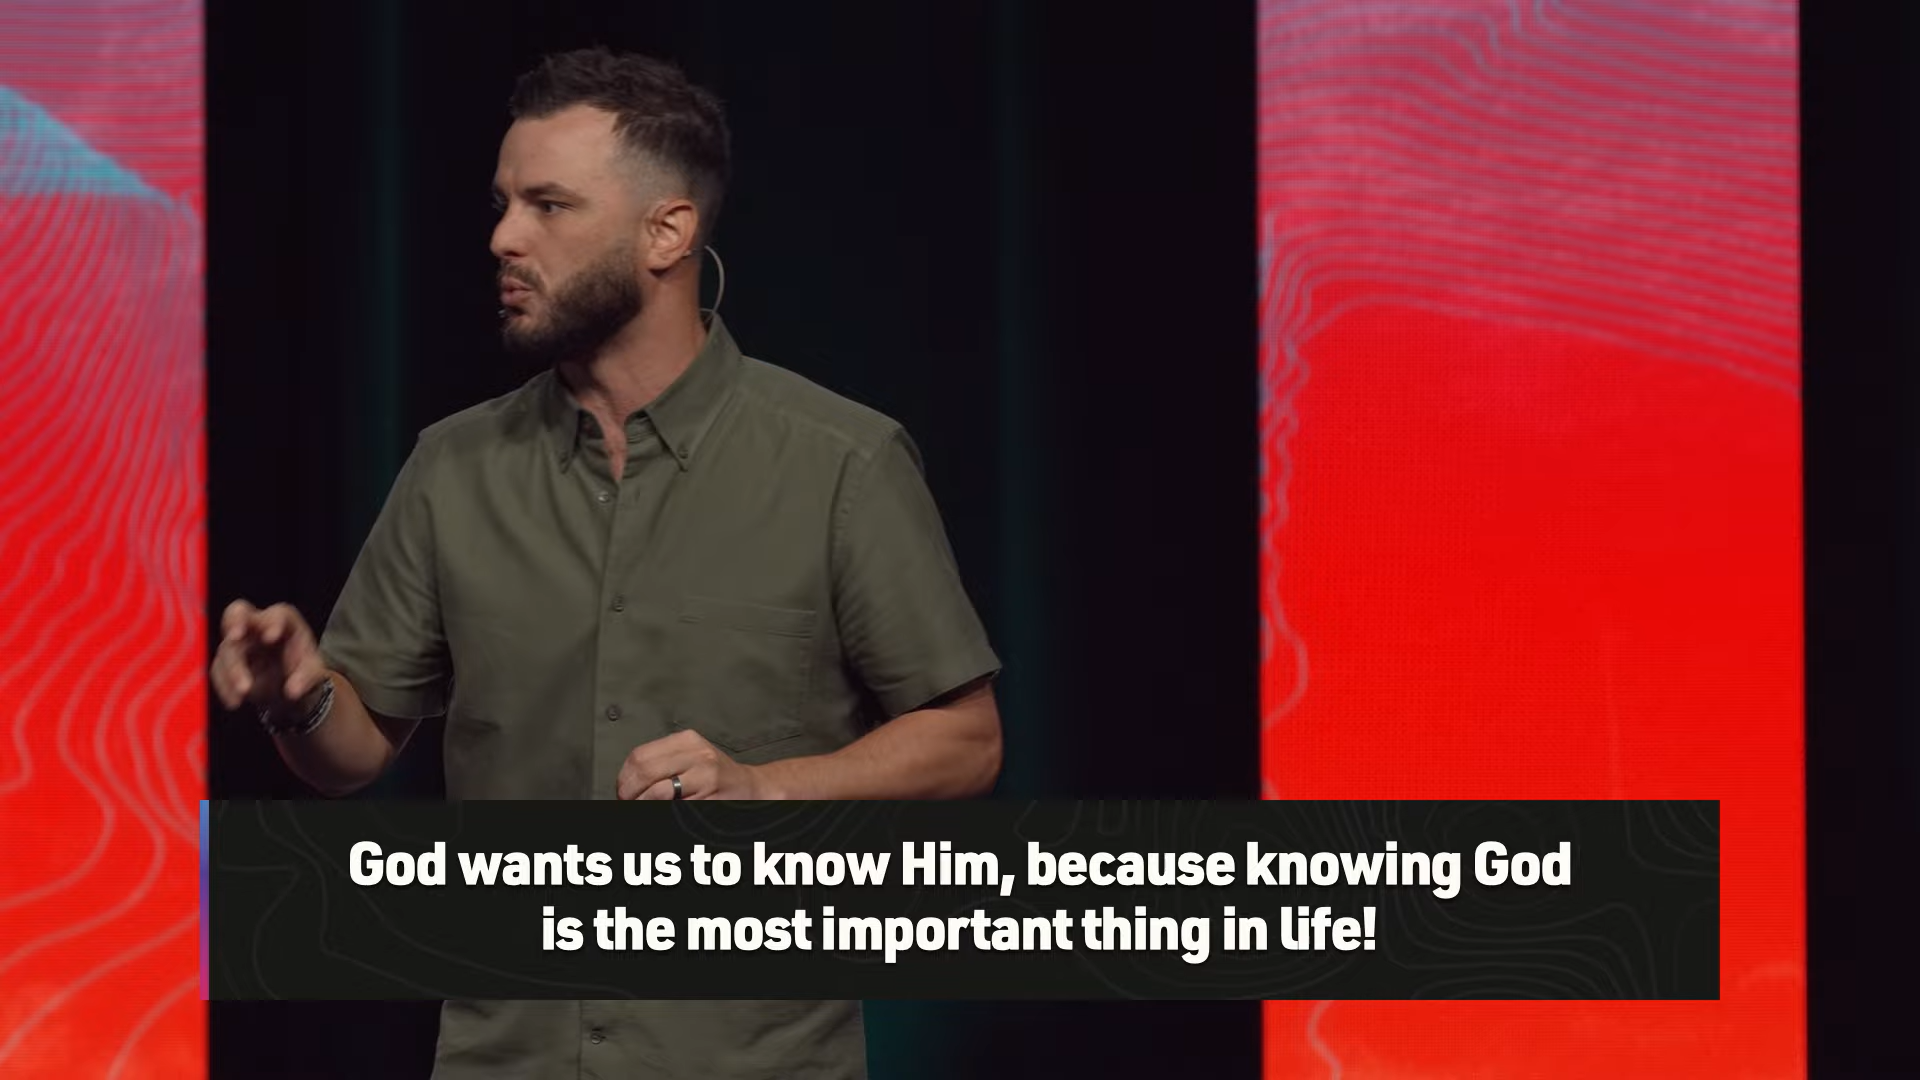 God wants us to know Him, because knowing God
is the most important thing in life!